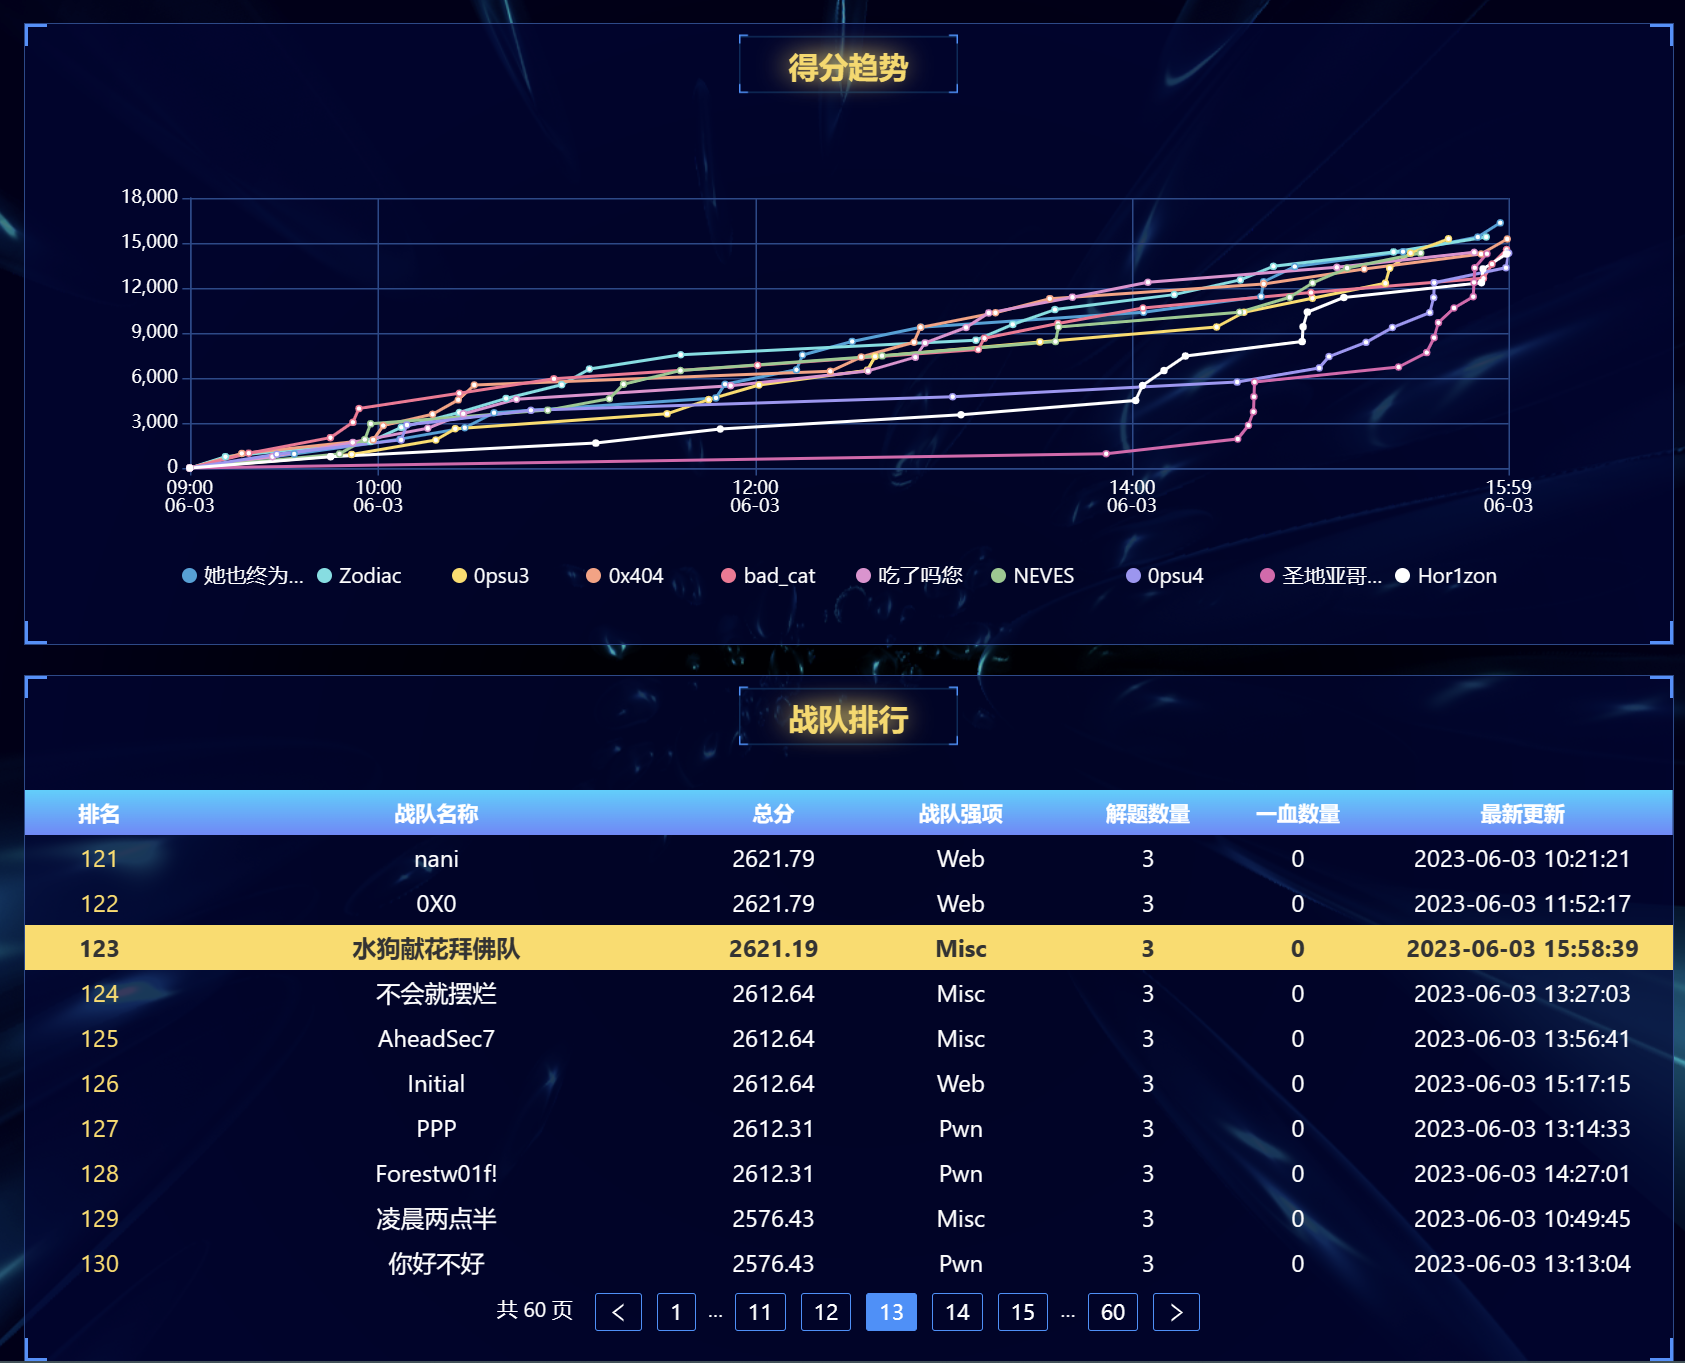 得分趋势
18,000
15,000
12,000
9,000
6,000
3,000
0
09:00 10:00 12:00 14:00 15:59
06-03 06-03 06-03 06-03 06-03
她也终为... Zodiac 0psu3 0x404 bad_cat 吃了吗您 NEVES 0psu4 圣地亚哥... Hor1zon
战队排行
排名 战队名称 总分 战队强项 解题数量 一血数量 最新更新
121 nani 2621.79 Web 3 0 2023-06-03 10:21:21
122 0X0 2621.79 Web 3 0 2023-06-03 11:52:17
123 水狗献花拜佛队 2621.19 Misc 3 0 2023-06-03 15:58:39
124 不会就摆烂 2612.64 Misc 3 0 2023-06-03 13:27:03
125 AheadSec7 2612.64 Misc 3 0 2023-06-03 13:56:41
126 Initial 2612.64 Web 3 0 2023-06-03 15:17:15
127 PPP 2612.31 Pwn 3 0 2023-06-03 13:14:33
128 Forestw01f! 2612.31 Pwn 3 0 2023-06-03 14:27:01
129 凌晨两点半 2576.43 Misc 3 0 2023-06-03 10:49:45
130 你好不好 2576.43 Pwn 3 0 2023-06-03 13:13:04
共 60 页 < 1 ... 11 12 13 14 15 ... 60 >